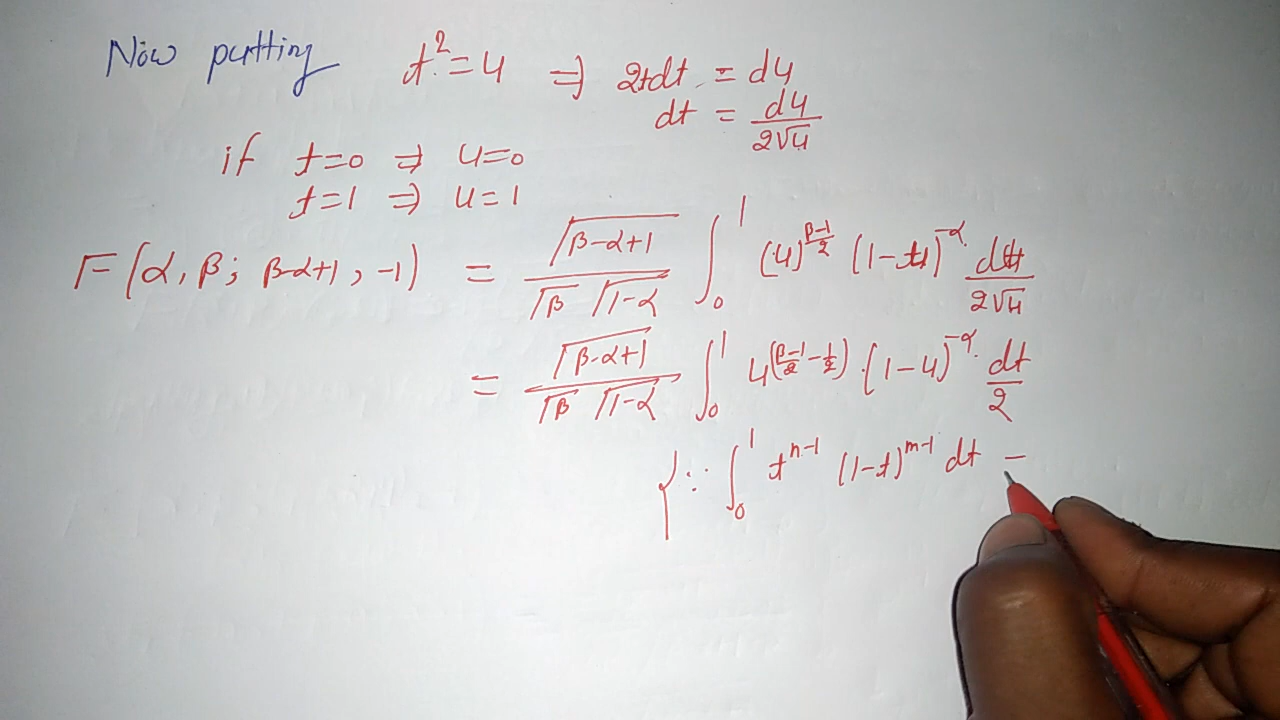 Now putting t² = u ⇒ 2tdt = du
dt = du/2√u
if t=0 ⇒ u=0
t=1 ⇒ u=1
F(α, β; β-α+1, -1) = Γ(β-α+1)/(Γβ Γ(1-α)) ∫₀¹ (u)^((β-1)/2) (1-u)^(-α) du/2√u
= Γ(β-α+1)/(Γβ Γ(1-α)) ∫₀¹ u^((β-1)/2 - 1/2) · (1-u)^(-α) · dt/2
{ ∵ ∫₀¹ t^(n-1) (1-t)^(m-1) dt =